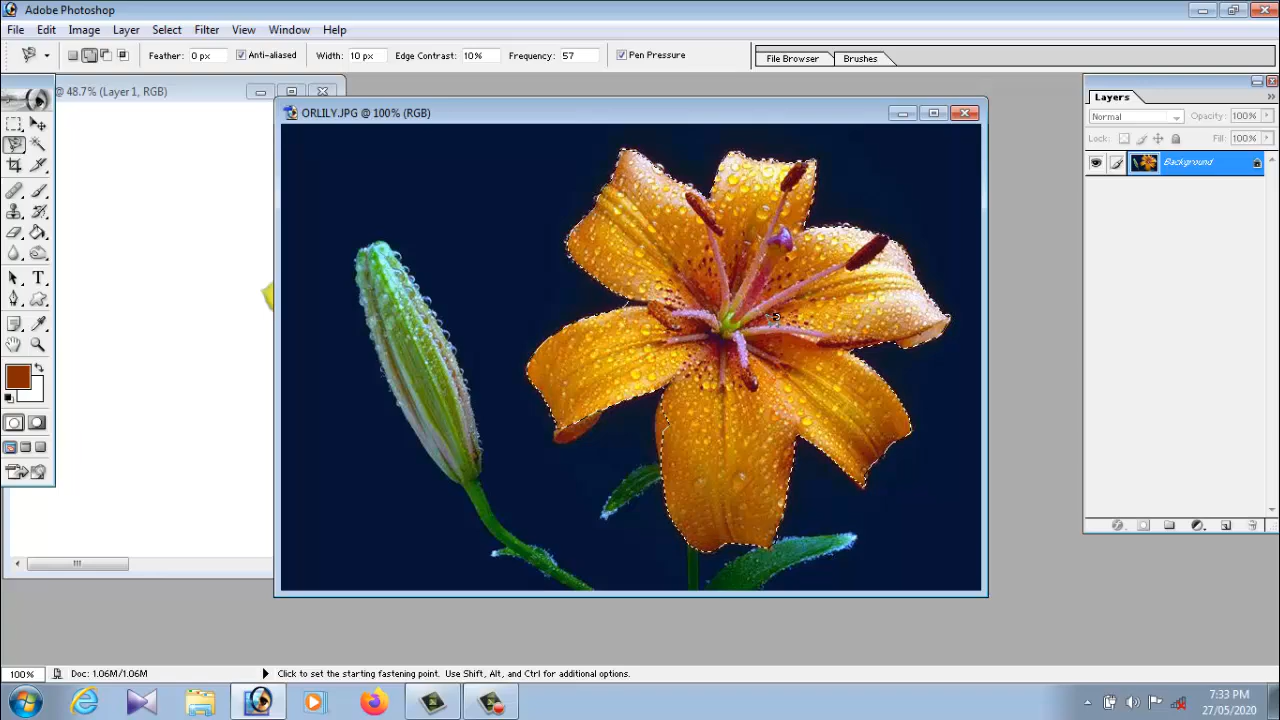 Adobe Photoshop
File Edit Image Layer Select Filter View Window Help
Feather: 0 px Anti-aliased Width: 10 px Edge Contrast: 10% Frequency: 57 Pen Pressure File Browser Brushes
@ 48.7% (Layer 1, RGB)
ORLILY.JPG @ 100% (RGB)
Layers
Normal Opacity: 100%
Lock: Fill: 100%
Background
T
100% Doc: 1.06M/1.06M Click to set the starting fastening point. Use Shift, Alt, and Ctrl for additional options.
7:33 PM
27/05/2020